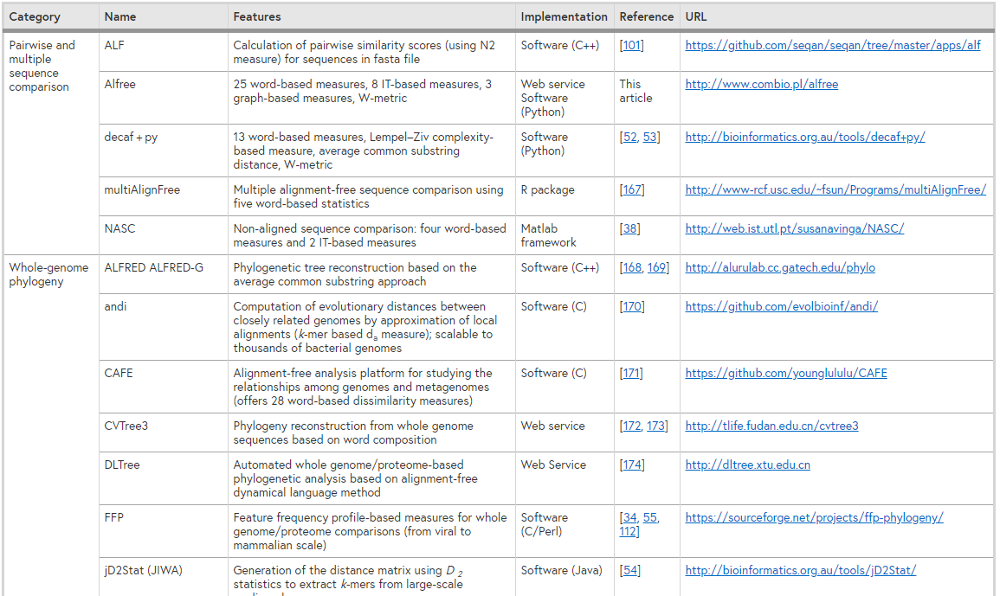 Category Name Features Implementation Reference URL
Pairwise and multiple sequence comparison ALF Calculation of pairwise similarity scores (using N2 measure) for sequences in fasta file Software (C++) [101] https://github.com/seqan/seqan/tree/master/apps/alf
Alfree 25 word-based measures, 8 IT-based measures, 3 graph-based measures, W-metric Web service Software (Python) This article http://www.combio.pl/alfree
decaf + py 13 word-based measures, Lempel–Ziv complexity-based measure, average common substring distance, W-metric Software (Python) [52, 53] http://bioinformatics.org.au/tools/decaf+py/
multiAlignFree Multiple alignment-free sequence comparison using five word-based statistics R package [167] http://www-rcf.usc.edu/~fsun/Programs/multiAlignFree/
NASC Non-aligned sequence comparison: four word-based measures and 2 IT-based measures Matlab framework [38] http://web.ist.utl.pt/susanavinga/NASC/
Whole-genome phylogeny ALFRED ALFRED-G Phylogenetic tree reconstruction based on the average common substring approach Software (C++) [168, 169] http://alurulab.cc.gatech.edu/phylo
andi Computation of evolutionary distances between closely related genomes by approximation of local alignments (k-mer based da measure); scalable to thousands of bacterial genomes Software (C) [170] https://github.com/evolbioinf/andi/
CAFE Alignment-free analysis platform for studying the relationships among genomes and metagenomes (offers 28 word-based dissimilarity measures) Software (C) [171] https://github.com/younglululu/CAFE
CVTree3 Phylogeny reconstruction from whole genome sequences based on word composition Web service [172, 173] http://tlife.fudan.edu.cn/cvtree3
DLTree Automated whole genome/proteome-based phylogenetic analysis based on alignment-free dynamical language method Web Service [174] http://dltree.xtu.edu.cn
FFP Feature frequency profile-based measures for whole genome/proteome comparisons (from viral to mammalian scale) Software (C/Perl) [34, 55, 112] https://sourceforge.net/projects/ffp-phylogeny/
jD2Stat (JIWA) Generation of the distance matrix using D 2 statistics to extract k-mers from large-scale Software (Java) [54] http://bioinformatics.org.au/tools/jD2Stat/